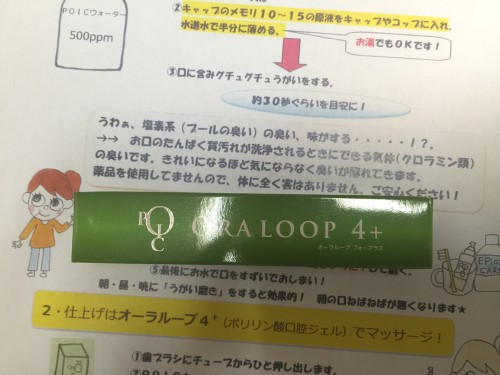 POICウォーター
500ppm
②キャップのメモリ１０～１５の原液をキャップやコップに入れ、
水道水で半分に薄める。
お湯でもOKです！
③口に含みグチュグチュうがいをする。
約３０秒ぐらいを目安に！
うわぁ、塩素系（プールの臭い）の臭い、味がする・・・・・！？。
→→ お口のたんぱく質汚れが洗浄されるときにできる気体（クロラミン類）
の臭いです。きれいになるほど気にならなく臭いが薄れてきます。
薬品を使用してませんので、体に全く害はありません。ご安心ください！
POIC
ORALOOP 4+
オーラループ フォープラス
EPIOS
CARE
⑤最後にお水で口をすすいでおしまい！
朝・昼・晩に「うがい磨き」をすると効果的！ 朝の口ねばねばが無くなります★
２・仕上げはオーラループ４⁺（ポリリン酸口腔ジェル）でマッサージ！
①歯ブラシにチューブからひと押し出します。